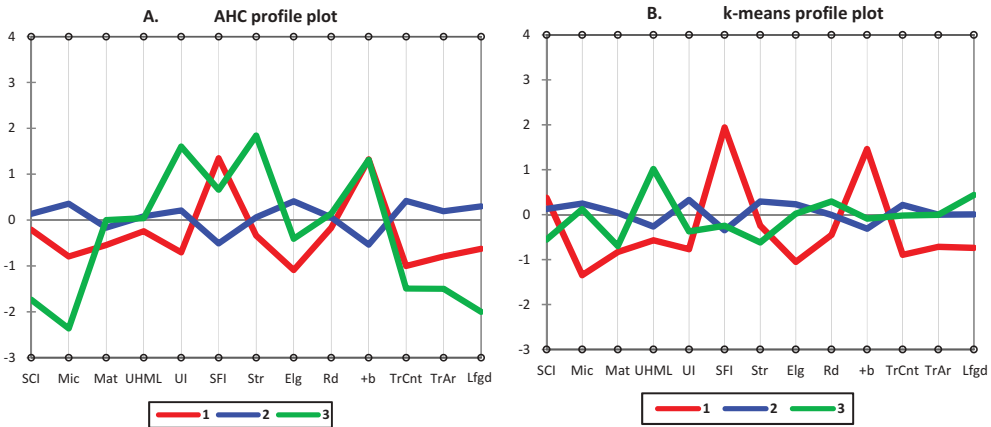 A. AHC profile plot
4
3
2
1
0
-1
-2
-3
SCI Mic Mat UHML UI SFI Str Elg Rd +b TrCnt TrAr Lfgd
1 2 3
B. k-means profile plot
4
3
2
1
0
-1
-2
-3
SCI Mic Mat UHML UI SFI Str Elg Rd +b TrCnt TrAr Lfgd
1 2 3